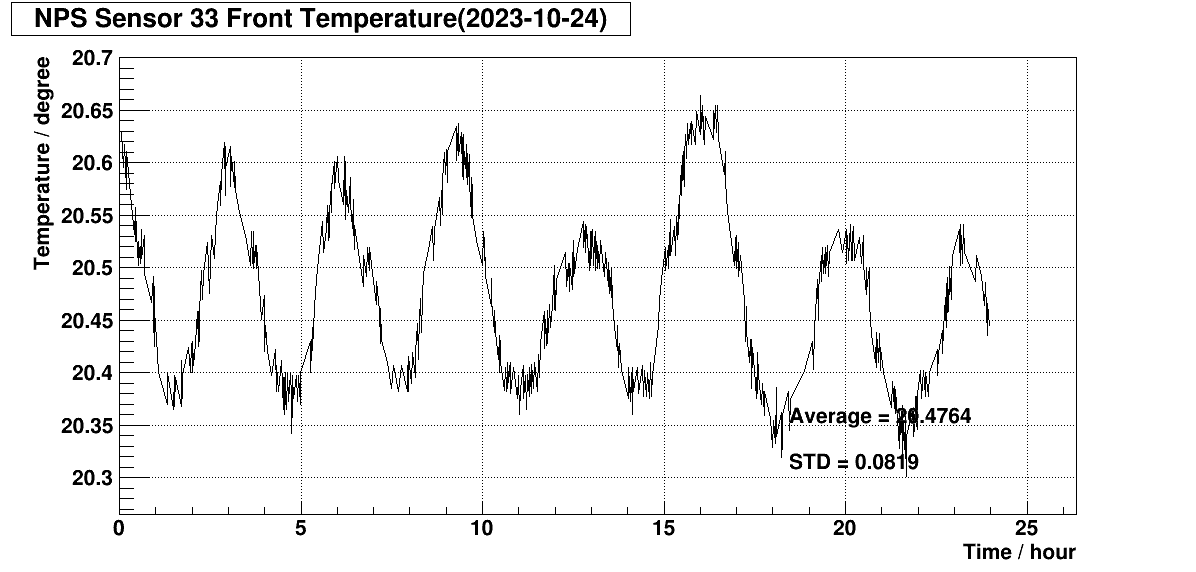 NPS Sensor 33 Front Temperature(2023-10-24)
Temperature / degree
20.7
20.65
20.6
20.55
20.5
20.45
20.4
20.35
20.3
Average = 20.4764
STD = 0.0819
0 5 10 15 20 25
Time / hour